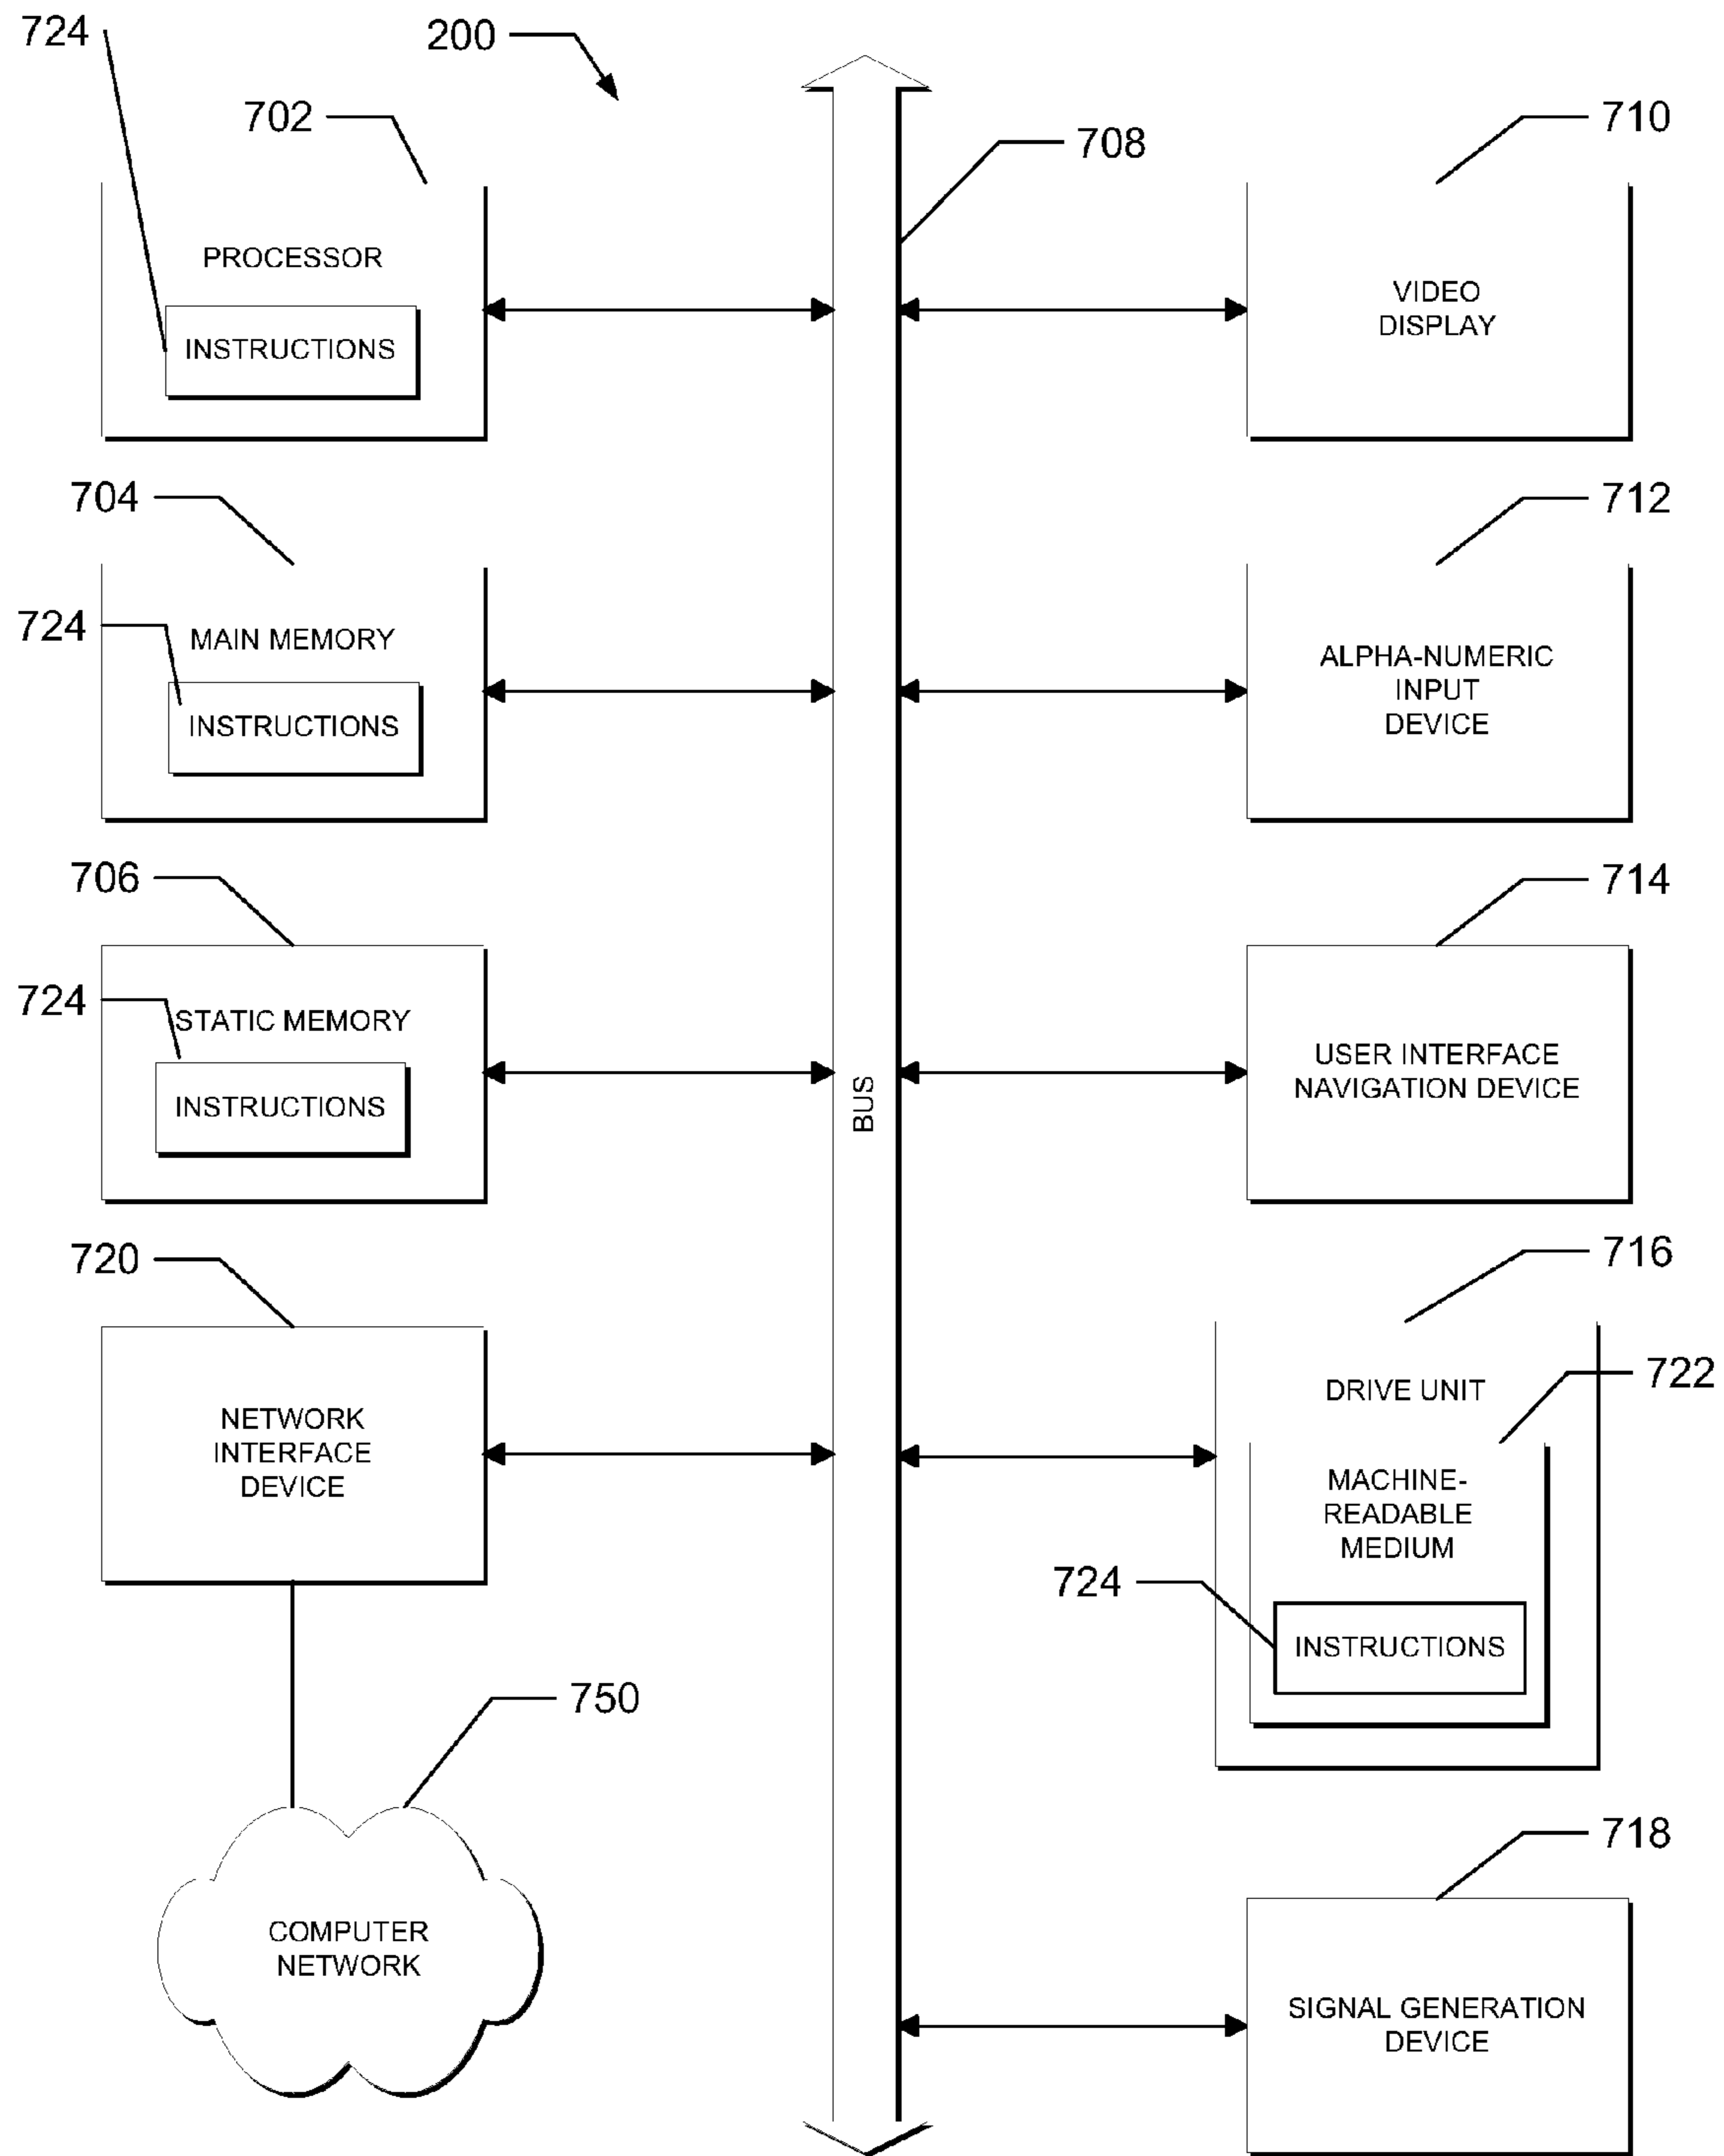 724
200
702
708
710
PROCESSOR
INSTRUCTIONS
VIDEO
DISPLAY
704
712
724
MAIN MEMORY
INSTRUCTIONS
ALPHA-NUMERIC
INPUT
DEVICE
706
714
724
STATIC MEMORY
INSTRUCTIONS
BUS
USER INTERFACE
NAVIGATION DEVICE
720
716
NETWORK
INTERFACE
DEVICE
722
DRIVE UNIT
MACHINE-
READABLE
MEDIUM
724
INSTRUCTIONS
750
718
COMPUTER
NETWORK
SIGNAL GENERATION
DEVICE